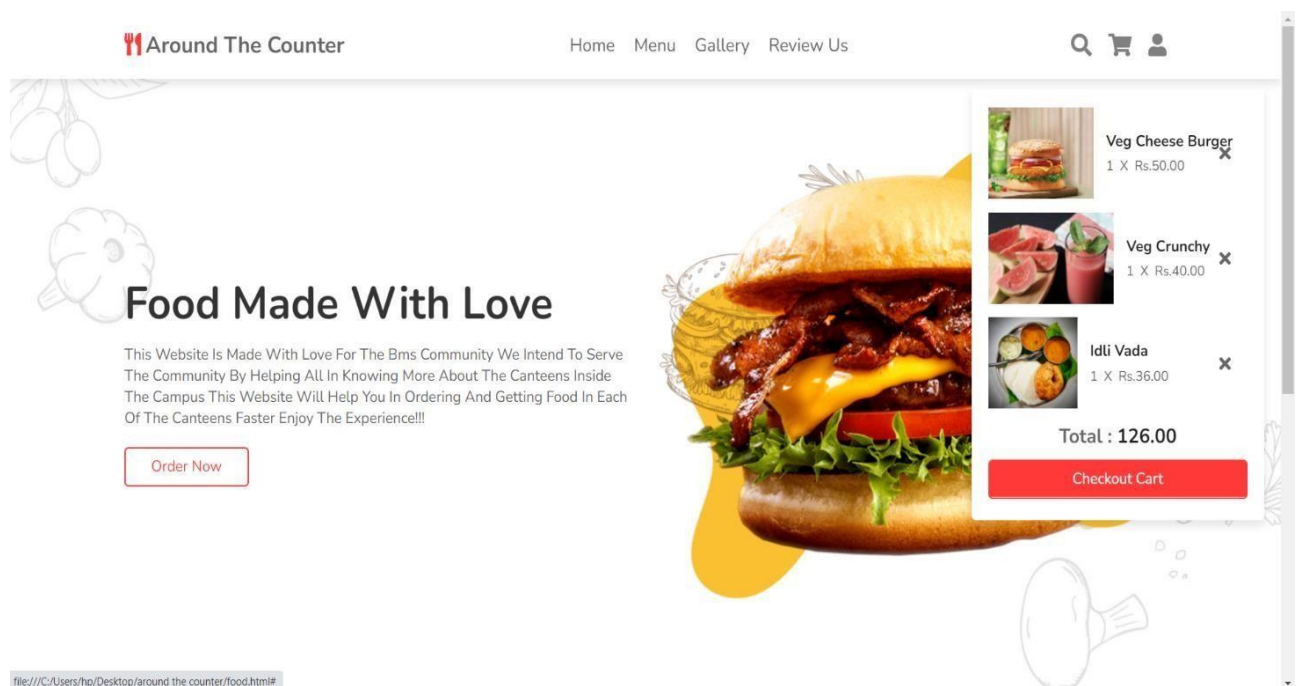 Around The Counter
Home Menu Gallery Review Us
Veg Cheese Burger
1 X Rs.50.00
Veg Crunchy
1 X Rs.40.00
Idli Vada
1 X Rs.36.00
Total : 126.00
Checkout Cart
Food Made With Love
This Website Is Made With Love For The Bms Community We Intend To Serve
The Community By Helping All In Knowing More About The Canteens Inside
The Campus This Website Will Help You In Ordering And Getting Food In Each
Of The Canteens Faster Enjoy The Experience!!!
Order Now
file:///C:/Users/hp/Desktop/around the counter/food.html#